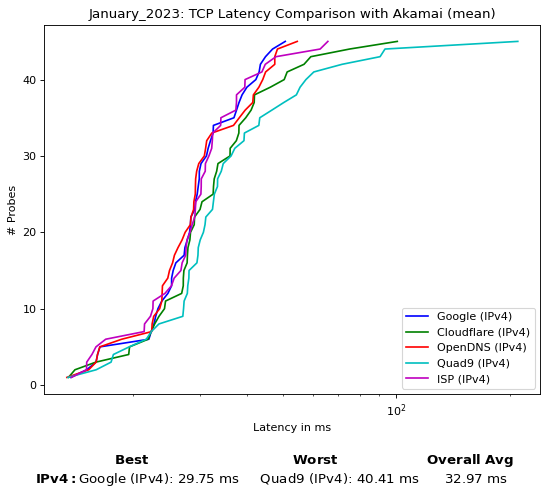 January_2023: TCP Latency Comparison with Akamai (mean)
# Probes
40
30
20
10
0
Google (IPv4)
Cloudflare (IPv4)
OpenDNS (IPv4)
Quad9 (IPv4)
ISP (IPv4)
10²
Latency in ms
Best Worst Overall Avg
IPv4: Google (IPv4): 29.75 ms Quad9 (IPv4): 40.41 ms 32.97 ms